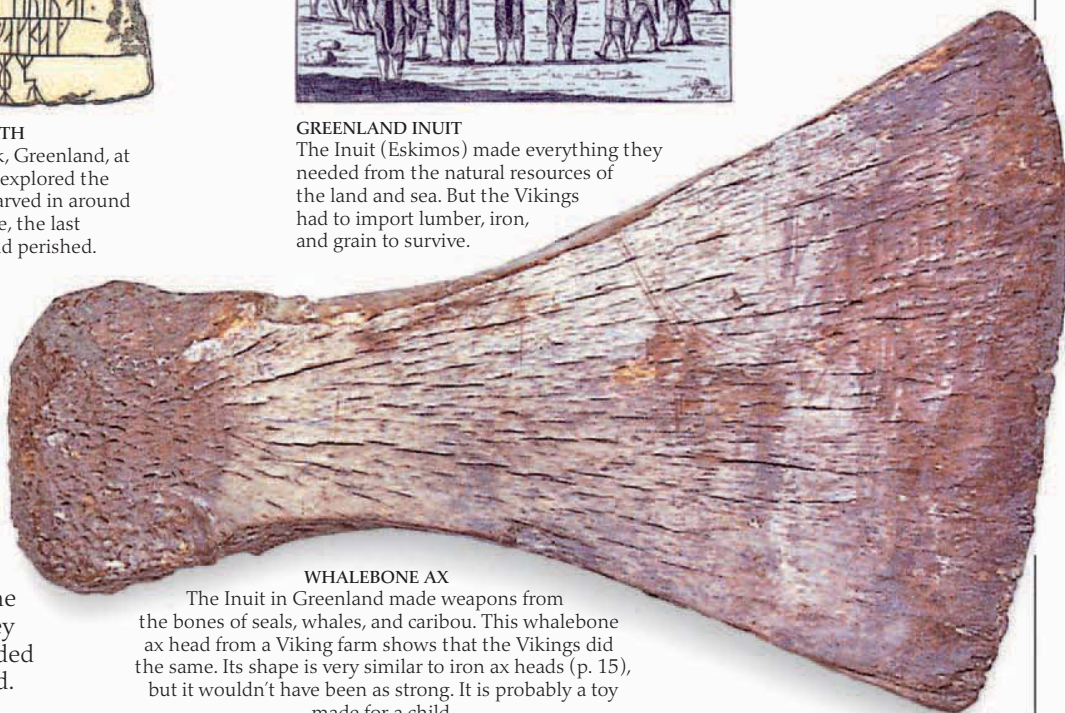 TH
k, Greenland, at
explored the
arved in around
e, the last
d perished.
GREENLAND INUIT
The Inuit (Eskimos) made everything they
needed from the natural resources of
the land and sea. But the Vikings
had to import lumber, iron,
and grain to survive.
ne
ey
ded
d.
WHALEBONE AX
The Inuit in Greenland made weapons from
the bones of seals, whales, and caribou. This whalebone
ax head from a Viking farm shows that the Vikings did
the same. Its shape is very similar to iron ax heads (p. 15),
but it wouldn't have been as strong. It is probably a toy
made for a child.